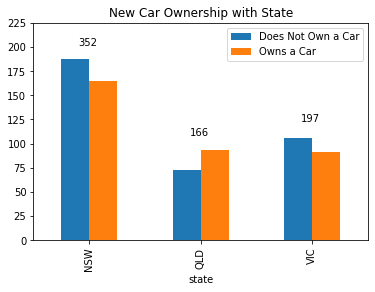 New Car Ownership with State
225
200
175
150
125
100
75
50
25
0
Does Not Own a Car
Owns a Car
352
166
197
NSW
QLD
VIC
state